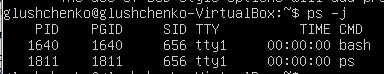 glushchenko@glushchenko-VirtualBox:~$ ps -j
PID PGID SID TTY TIME CMD
1640 1640 656 tty1 00:00:00 bash
1811 1811 656 tty1 00:00:00 ps